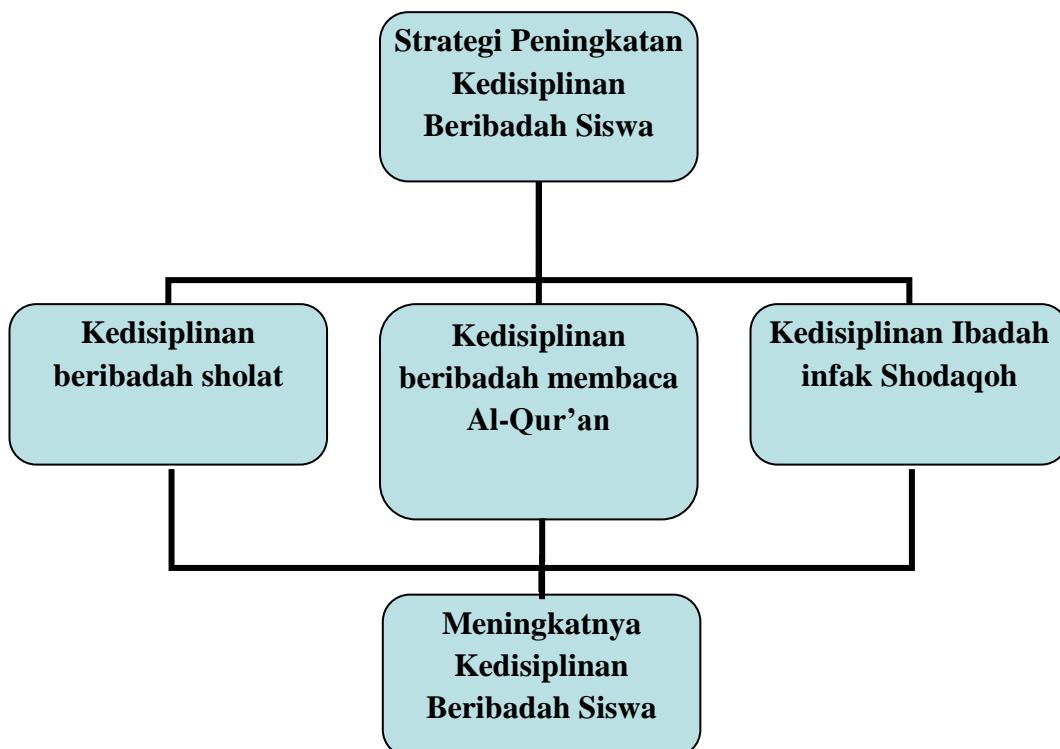 Strategi Peningkatan
Kedisiplinan
Beribadah Siswa
Kedisiplinan
beribadah sholat
Kedisiplinan
beribadah membaca
Al-Qur’an
Kedisiplinan Ibadah
infak Shodaqoh
Meningkatnya
Kedisiplinan
Beribadah Siswa